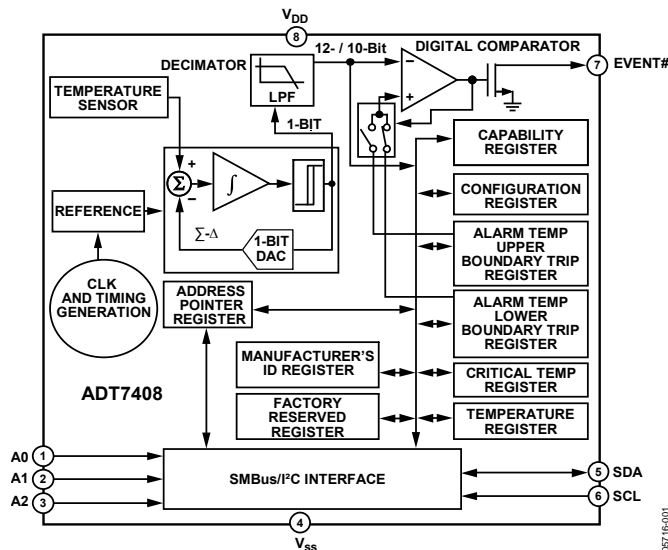 VDD
8
12- / 10-Bit
DIGITAL COMPARATOR
DECIMATOR
7
EVENT#
LPF
TEMPERATURE
SENSOR
1-BIT
CAPABILITY
REGISTER
+
−
+
Σ
−
∫
CONFIGURATION
REGISTER
REFERENCE
Σ-Δ
1-BIT
DAC
ALARM TEMP
UPPER
BOUNDARY TRIP
REGISTER
CLK
AND TIMING
GENERATION
ADDRESS
POINTER
REGISTER
ALARM TEMP
LOWER
BOUNDARY TRIP
REGISTER
MANUFACTURER'S
ID REGISTER
CRITICAL TEMP
REGISTER
ADT7408
FACTORY
RESERVED
REGISTER
TEMPERATURE
REGISTER
A0 1
A1 2
A2 3
SMBus/I²C INTERFACE
5 SDA
6 SCL
4
VSS
05716-001